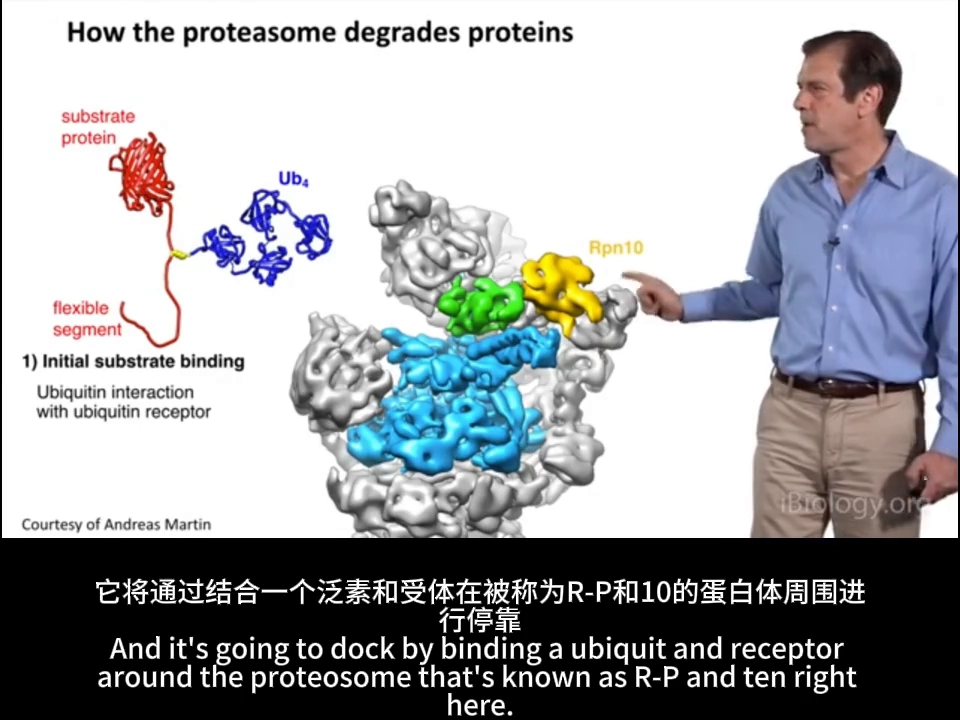 How the proteasome degrades proteins
substrate
protein
Ub₄
Rpn10
flexible
segment
1) Initial substrate binding
Ubiquitin interaction
with ubiquitin receptor
iBiology.org
Courtesy of Andreas Martin
它将通过结合一个泛素和受体在被称为R-P和10的蛋白体周围进
行停靠
And it's going to dock by binding a ubiquit and receptor
around the proteosome that's known as R-P and ten right
here.